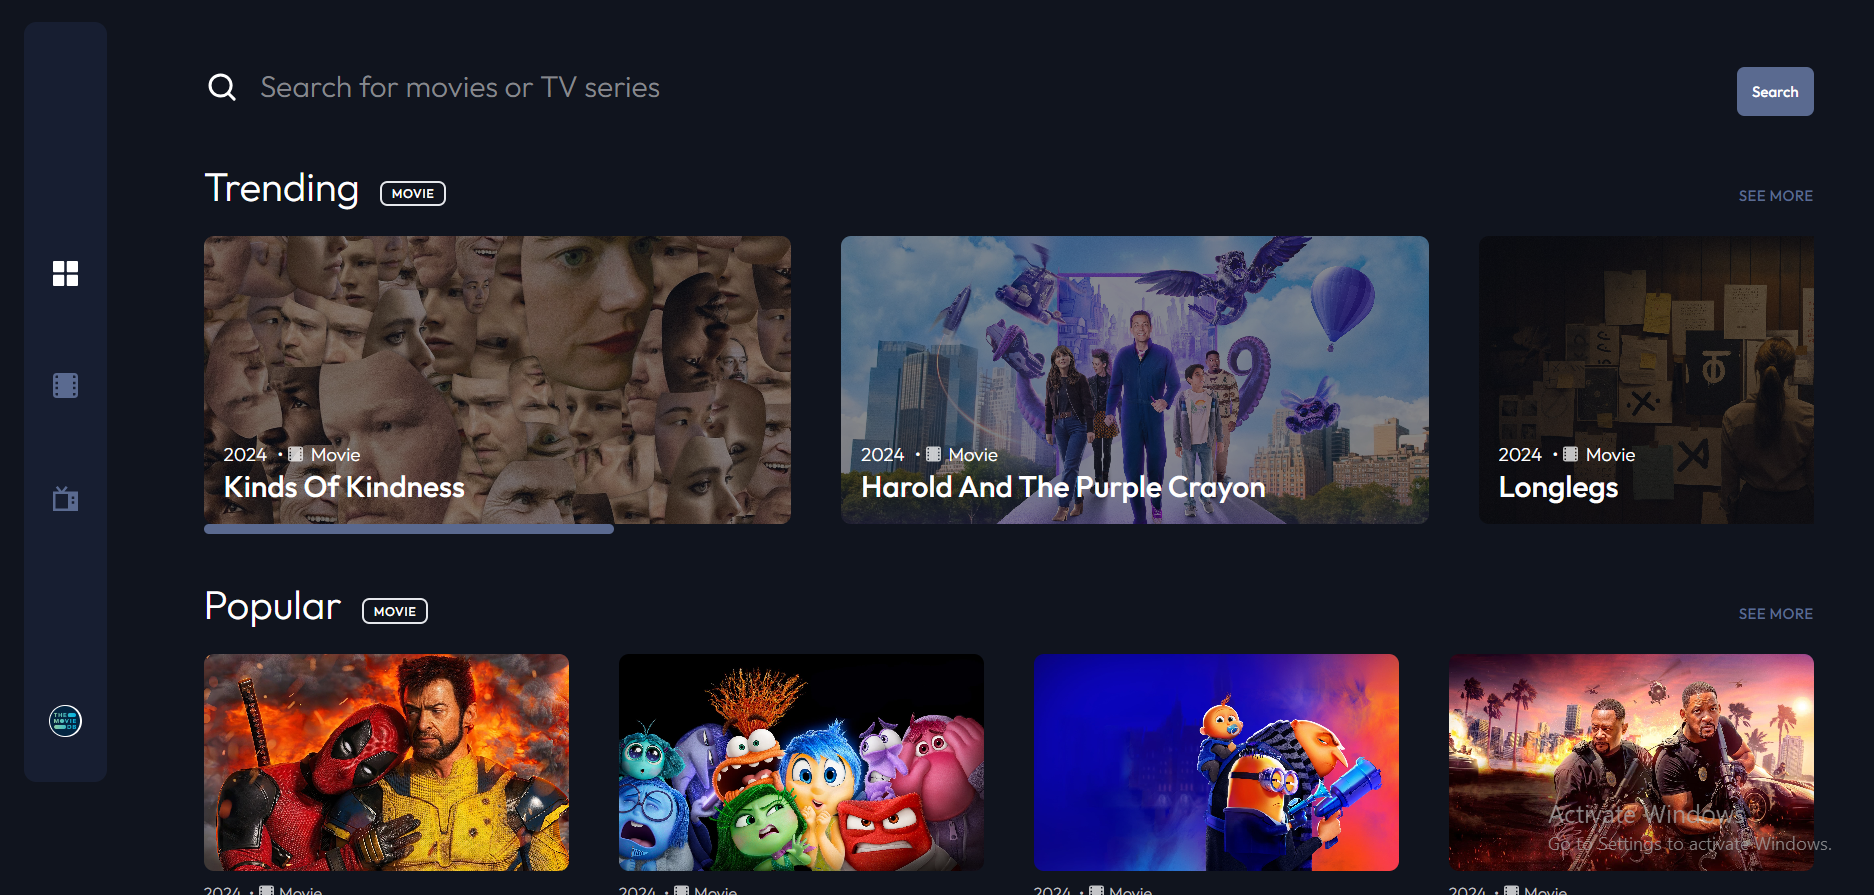 Search for movies or TV series
Search
Trending
MOVIE
SEE MORE
2024 • Movie
Kinds Of Kindness
2024 • Movie
Harold And The Purple Crayon
2024 • Movie
Longlegs
Popular
MOVIE
SEE MORE
THE
MOVIE
DB
2024 • Movie
2024 • Movie
2024 • Movie
2024 • Movie
Activate Windows
Go to Settings to activate Windows.